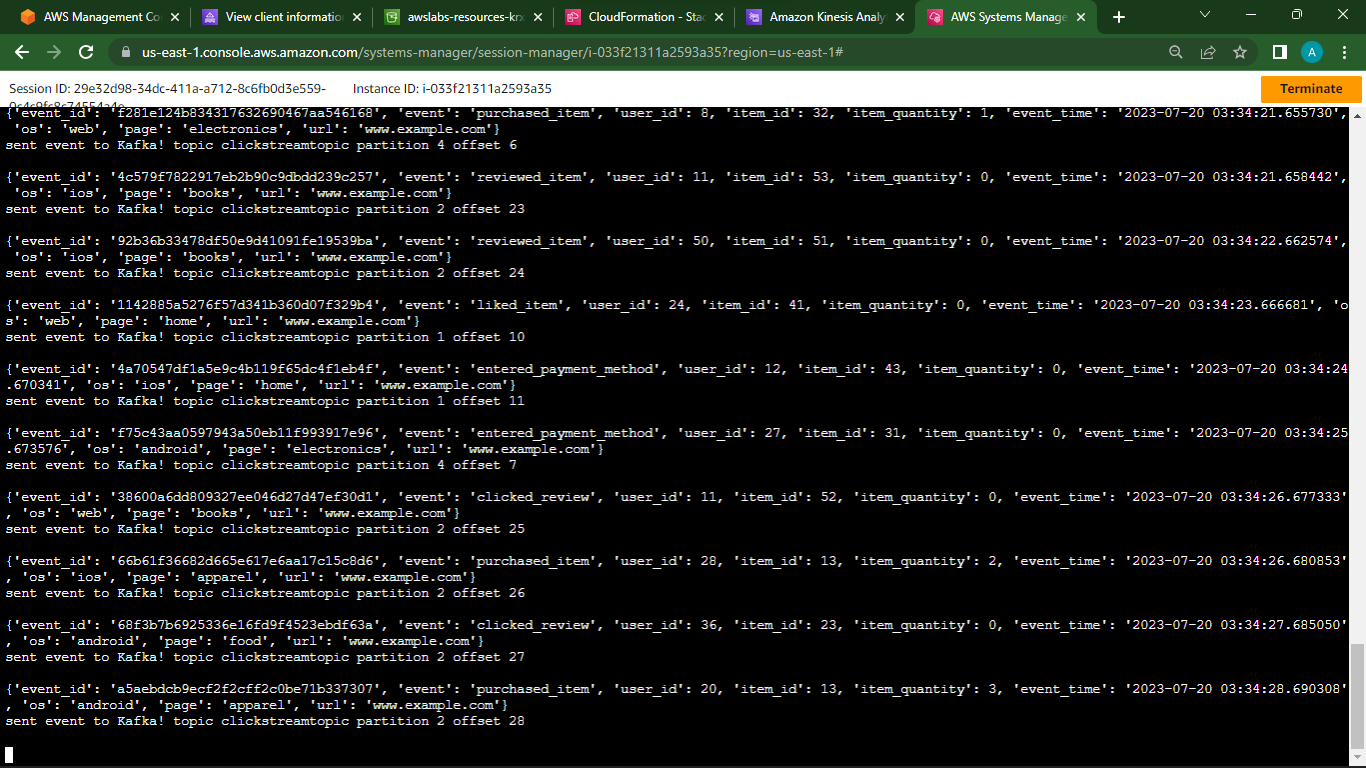 AWS Management Co
View client informatio
awslabs-resources-krx
CloudFormation - Stac
Amazon Kinesis Analy
AWS Systems Manage
us-east-1.console.aws.amazon.com/systems-manager/session-manager/i-033f21311a2593a35?region=us-east-1#
A
Session ID: 29e32d98-34dc-411a-a712-8c6fb0d3e559-
Instance ID: i-033f21311a2593a35
Terminate
{'event_id': 'f281e124b834317632690467aa546168', 'event': 'purchased_item', 'user_id': 8, 'item_id': 32, 'item_quantity': 1, 'event_time': '2023-07-20 03:34:21.655730',
'os': 'web', 'page': 'electronics', 'url': 'www.example.com'}
sent event to Kafka! topic clickstreamtopic partition 4 offset 6
{'event_id': '4c579f7822917eb2b90c9dbdd239c257', 'event': 'reviewed_item', 'user_id': 11, 'item_id': 53, 'item_quantity': 0, 'event_time': '2023-07-20 03:34:21.658442',
'os': 'ios', 'page': 'books', 'url': 'www.example.com'}
sent event to Kafka! topic clickstreamtopic partition 2 offset 23
{'event_id': '92b36b33478df50e9d41091fe19539ba', 'event': 'reviewed_item', 'user_id': 50, 'item_id': 51, 'item_quantity': 0, 'event_time': '2023-07-20 03:34:22.662574',
'os': 'ios', 'page': 'books', 'url': 'www.example.com'}
sent event to Kafka! topic clickstreamtopic partition 2 offset 24
{'event_id': '1142885a5276f57d341b360d07f329b4', 'event': 'liked_item', 'user_id': 24, 'item_id': 41, 'item_quantity': 0, 'event_time': '2023-07-20 03:34:23.666681', 'o
s': 'web', 'page': 'home', 'url': 'www.example.com'}
sent event to Kafka! topic clickstreamtopic partition 1 offset 10
{'event_id': '4a70547df1a5e9c4b119f65dc4f1eb4f', 'event': 'entered_payment_method', 'user_id': 12, 'item_id': 43, 'item_quantity': 0, 'event_time': '2023-07-20 03:34:24
.670341', 'os': 'ios', 'page': 'home', 'url': 'www.example.com'}
sent event to Kafka! topic clickstreamtopic partition 1 offset 11
{'event_id': 'f75c43aa0597943a50eb11f993917e96', 'event': 'entered_payment_method', 'user_id': 27, 'item_id': 31, 'item_quantity': 0, 'event_time': '2023-07-20 03:34:25
.673576', 'os': 'android', 'page': 'electronics', 'url': 'www.example.com'}
sent event to Kafka! topic clickstreamtopic partition 4 offset 7
{'event_id': '38600a6dd809327ee046d27d47ef30d1', 'event': 'clicked_review', 'user_id': 11, 'item_id': 52, 'item_quantity': 0, 'event_time': '2023-07-20 03:34:26.677333'
, 'os': 'web', 'page': 'books', 'url': 'www.example.com'}
sent event to Kafka! topic clickstreamtopic partition 2 offset 25
{'event_id': '66b61f36682d665e617e6aa17c15c8d6', 'event': 'purchased_item', 'user_id': 28, 'item_id': 13, 'item_quantity': 2, 'event_time': '2023-07-20 03:34:26.680853'
, 'os': 'ios', 'page': 'apparel', 'url': 'www.example.com'}
sent event to Kafka! topic clickstreamtopic partition 2 offset 26
{'event_id': '68f3b7b6925336e16fd9f4523ebdf63a', 'event': 'clicked_review', 'user_id': 36, 'item_id': 23, 'item_quantity': 0, 'event_time': '2023-07-20 03:34:27.685050'
, 'os': 'android', 'page': 'food', 'url': 'www.example.com'}
sent event to Kafka! topic clickstreamtopic partition 2 offset 27
{'event_id': 'a5aebdcb9ecf2f2cff2c0be71b337307', 'event': 'purchased_item', 'user_id': 20, 'item_id': 13, 'item_quantity': 3, 'event_time': '2023-07-20 03:34:28.690308'
, 'os': 'android', 'page': 'apparel', 'url': 'www.example.com'}
sent event to Kafka! topic clickstreamtopic partition 2 offset 28